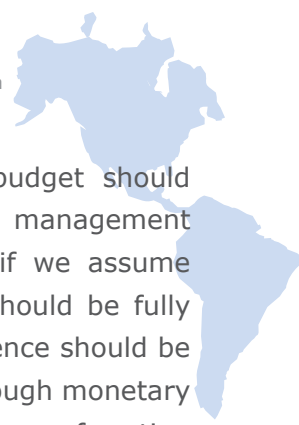 budget should
management
if we assume
hould be fully
ence should be
ough monetary